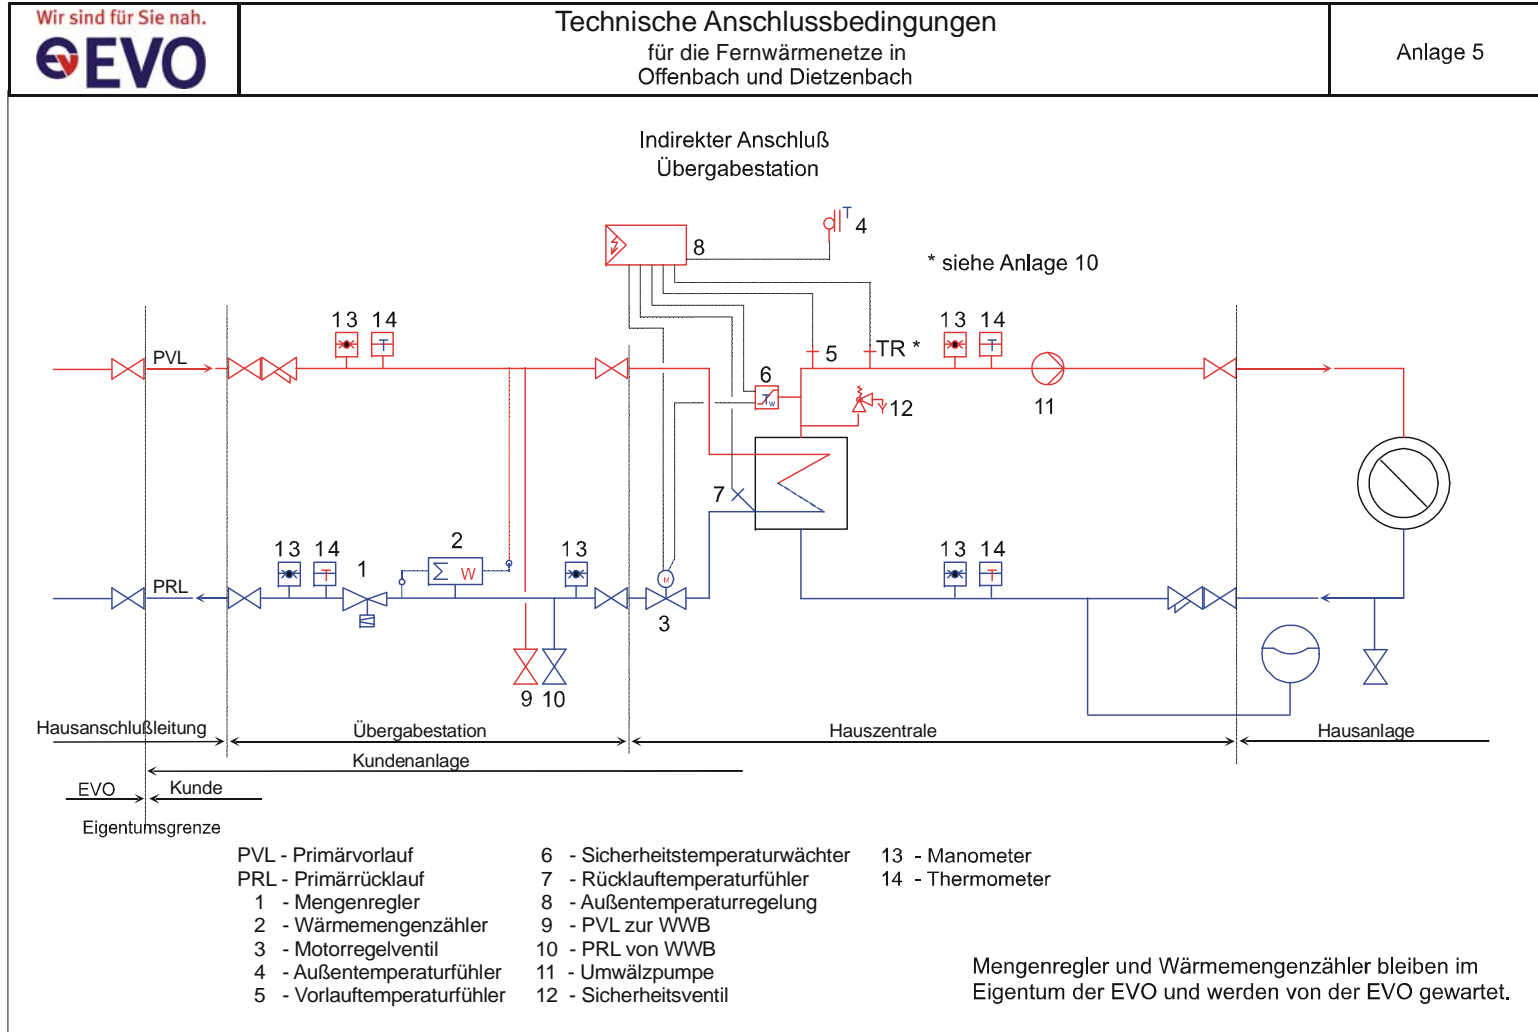 Wir sind für Sie nah.
EVO
Technische Anschlussbedingungen
für die Fernwärmenetze in
Offenbach und Dietzenbach
Anlage 5
Indirekter Anschluß
Übergabestation
T
4
8
* siehe Anlage 10
13 14
13 14
PVL
5
TR *
6
Tw
12
11
7
13 14
1
2
Σ W
13
M
13 14
PRL
3
9 10
Hausanschlußleitung
Übergabestation
Hauszentrale
Hausanlage
Kundenanlage
EVO
Kunde
Eigentumsgrenze
PVL - Primärvorlauf
PRL - Primärrücklauf
1 - Mengenregler
2 - Wärmemengenzähler
3 - Motorregelventil
4 - Außentemperaturfühler
5 - Vorlauftemperaturfühler
6 - Sicherheitstemperaturwächter
7 - Rücklauftemperaturfühler
8 - Außentemperaturregelung
9 - PVL zur WWB
10 - PRL von WWB
11 - Umwälzpumpe
12 - Sicherheitsventil
13 - Manometer
14 - Thermometer
Mengenregler und Wärmemengenzähler bleiben im
Eigentum der EVO und werden von der EVO gewartet.